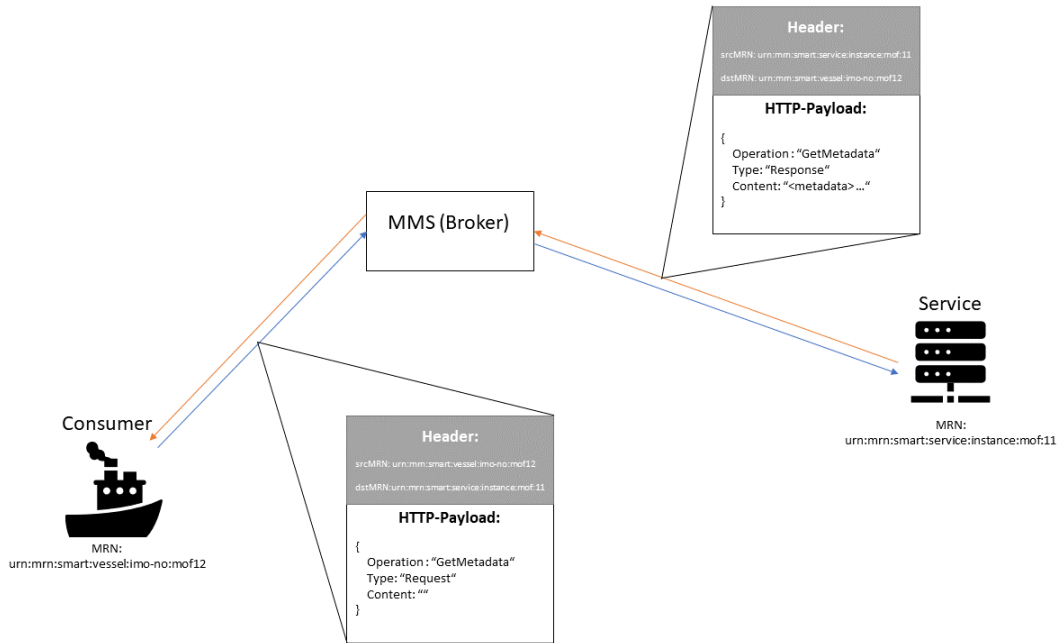 Header:
srcMRN: urn:mrn:smart:service:instance:mof:11
dstMRN: urn:mrn:smart:vessel:imo-no:mof12
HTTP-Payload:
{
Operation : “GetMetadata“
Type: “Response“
Content: “<metadata> ...“
}
MMS (Broker)
Service
MRN:
urn:mrn:smart:service:instance:mof:11
Consumer
MRN:
urn:mrn:smart:vessel:imo-no:mof12
Header:
srcMRN: urn:mrn:smart:vessel:imo-no:mof12
dstMRN:urn:mrn:smart:service:instance:mof:11
HTTP-Payload:
{
Operation : “GetMetadata“
Type: “Request“
Content: ““
}